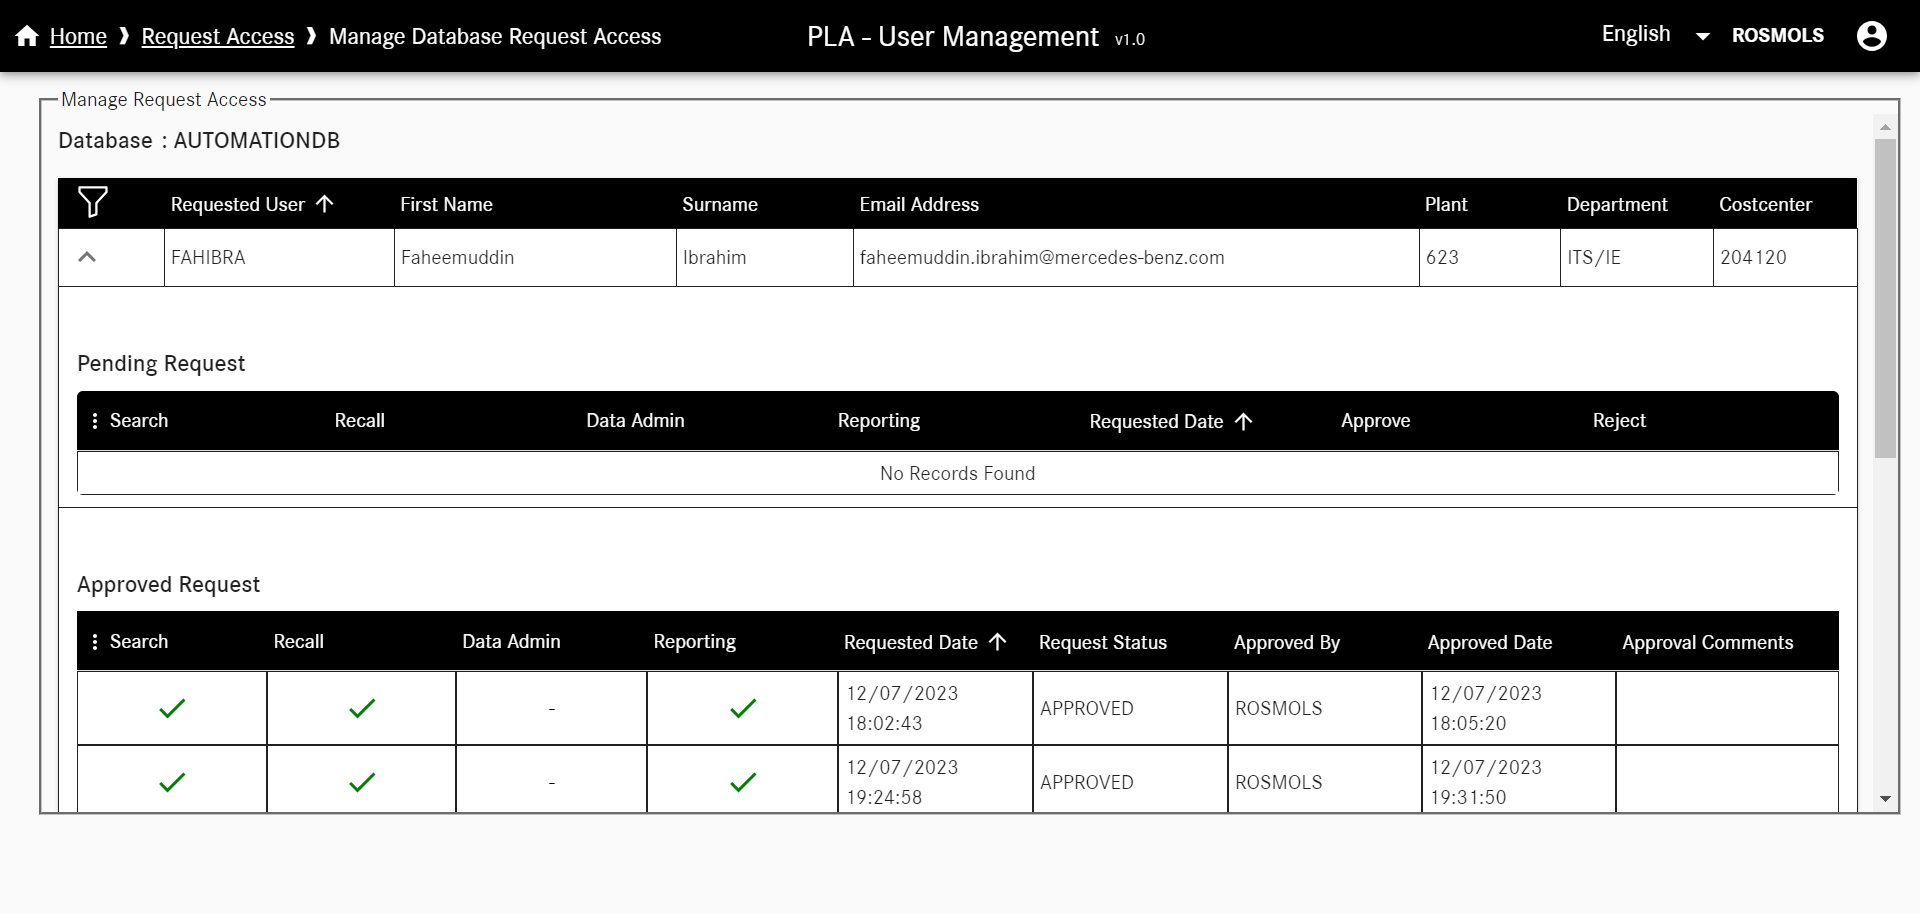 Home ❱ Request Access ❱ Manage Database Request Access PLA - User Management v1.0 English ROSMOLS
Manage Request Access
Database : AUTOMATIONDB
Requested User First Name Surname Email Address Plant Department Costcenter
FAHIBRA Faheemuddin Ibrahim faheemuddin.ibrahim@mercedes-benz.com 623 ITS/IE 204120
Pending Request
Search Recall Data Admin Reporting Requested Date Approve Reject
No Records Found
Approved Request
Search Recall Data Admin Reporting Requested Date Request Status Approved By Approved Date Approval Comments
- 12/07/2023 18:02:43 APPROVED ROSMOLS 12/07/2023 18:05:20
- 12/07/2023 19:24:58 APPROVED ROSMOLS 12/07/2023 19:31:50